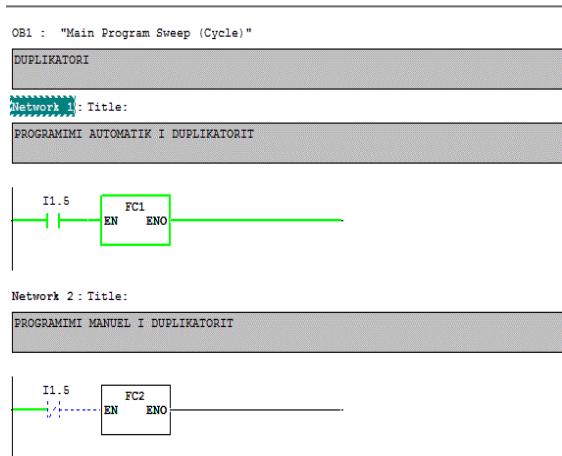 OB1 : "Main Program Sweep (Cycle)"
DUPLIKATORI
Network 1: Title:
PROGRAMIMI AUTOMATIK I DUPLIKATORIT
I1.5
FC1
EN ENO
Network 2: Title:
PROGRAMIMI MANUEL I DUPLIKATORIT
I1.5
FC2
EN ENO